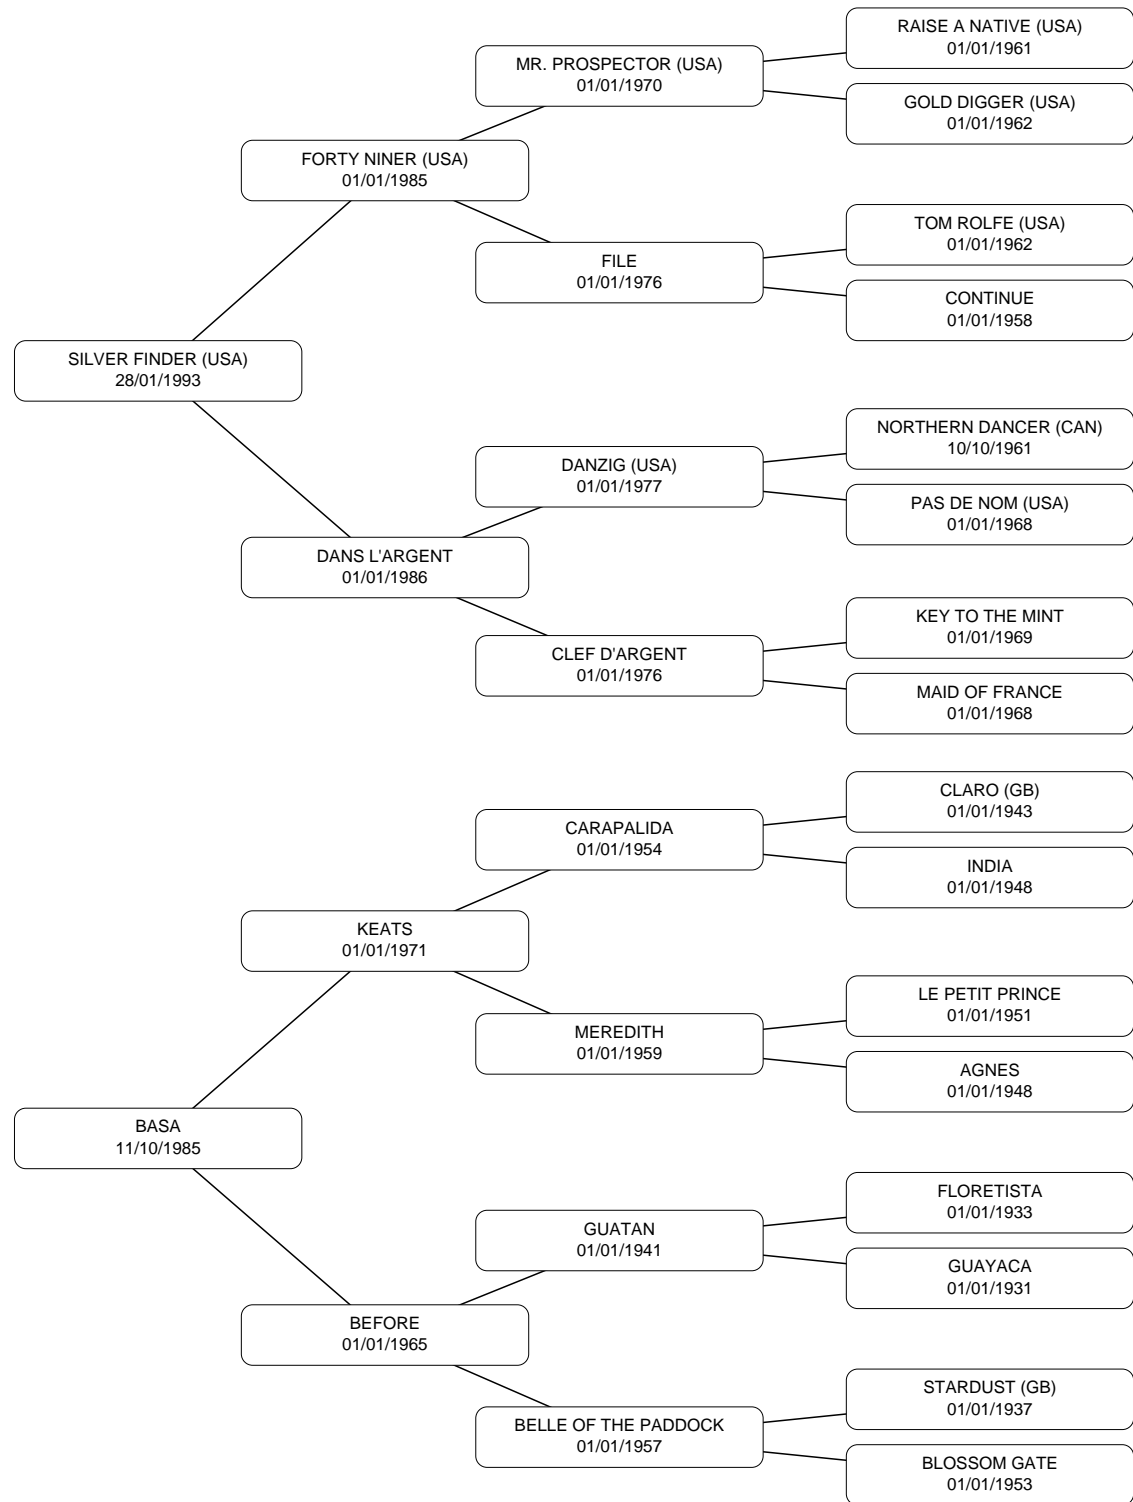 RAISE A NATIVE (USA)
01/01/1961
MR. PROSPECTOR (USA)
01/01/1970
GOLD DIGGER (USA)
01/01/1962
FORTY NINER (USA)
01/01/1985
TOM ROLFE (USA)
01/01/1962
FILE
01/01/1976
CONTINUE
01/01/1958
SILVER FINDER (USA)
28/01/1993
NORTHERN DANCER (CAN)
10/10/1961
DANZIG (USA)
01/01/1977
PAS DE NOM (USA)
01/01/1968
DANS L'ARGENT
01/01/1986
KEY TO THE MINT
01/01/1969
CLEF D'ARGENT
01/01/1976
MAID OF FRANCE
01/01/1968
CLARO (GB)
01/01/1943
CARAPALIDA
01/01/1954
INDIA
01/01/1948
KEATS
01/01/1971
LE PETIT PRINCE
01/01/1951
MEREDITH
01/01/1959
AGNES
01/01/1948
BASA
11/10/1985
FLORETISTA
01/01/1933
GUATAN
01/01/1941
GUAYACA
01/01/1931
BEFORE
01/01/1965
STARDUST (GB)
01/01/1937
BELLE OF THE PADDOCK
01/01/1957
BLOSSOM GATE
01/01/1953